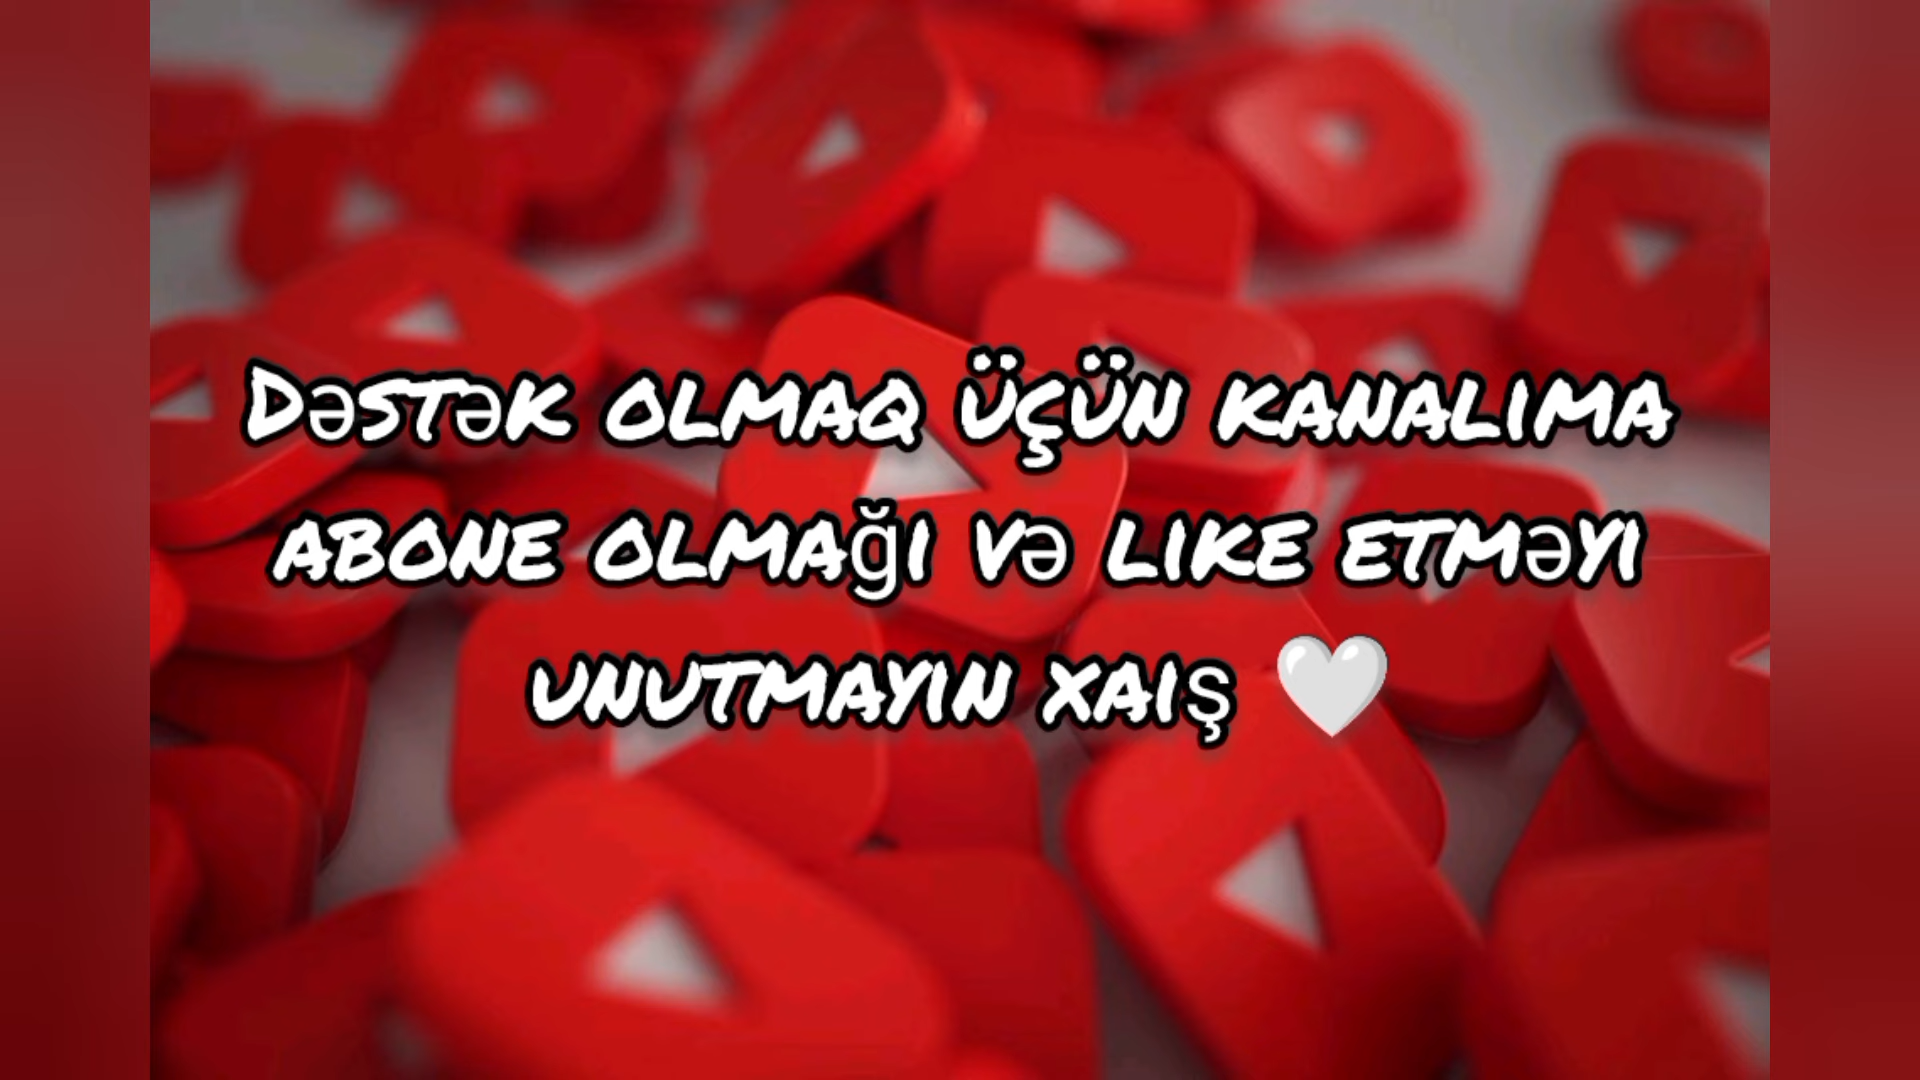 Dəstək olmaq üçün kanalıma
abone olmağı və like etməyi
unutmayın xaiş 🤍